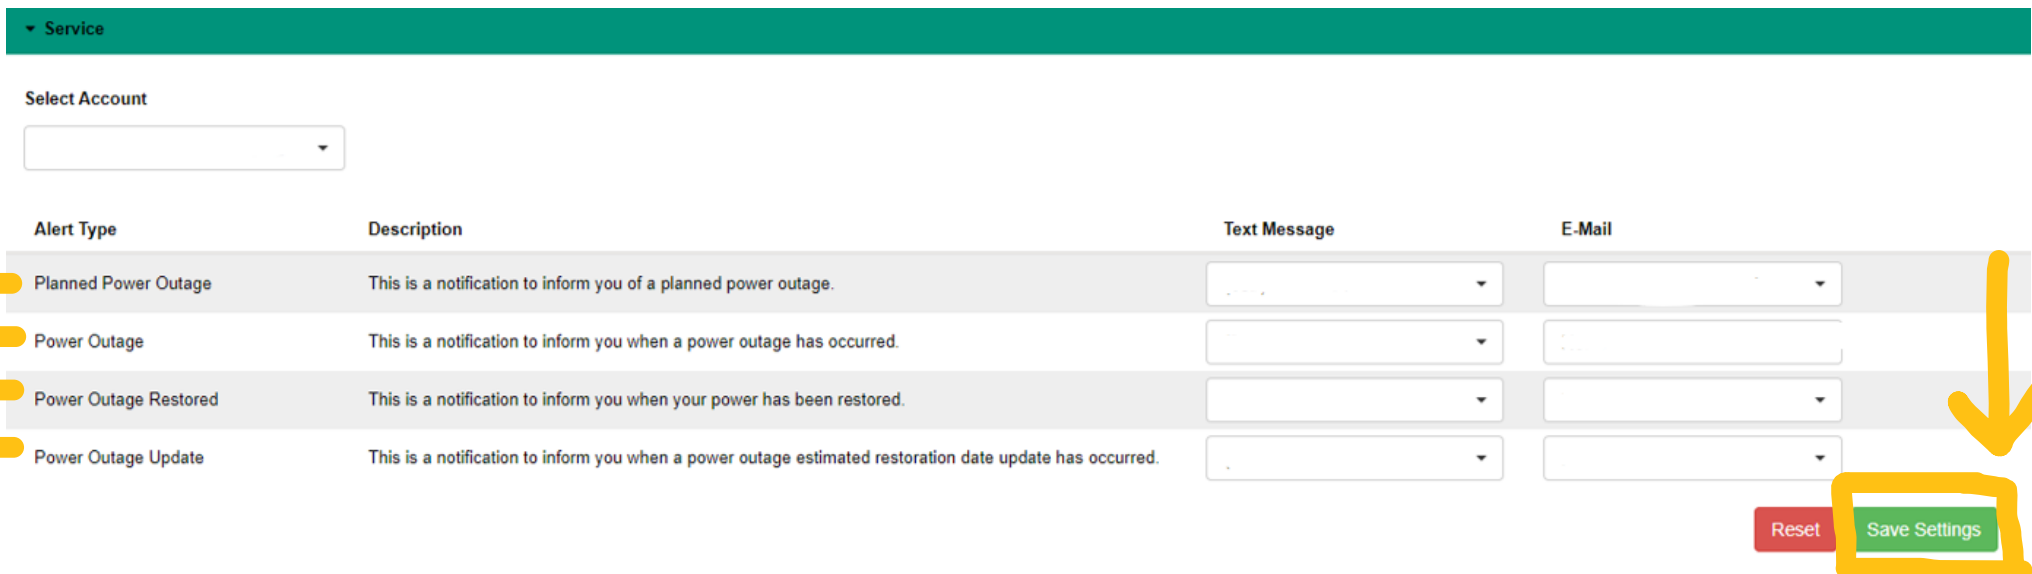 Service
Select Account
Alert Type Description Text Message E-Mail
Planned Power Outage This is a notification to inform you of a planned power outage.
Power Outage This is a notification to inform you when a power outage has occurred.
Power Outage Restored This is a notification to inform you when your power has been restored.
Power Outage Update This is a notification to inform you when a power outage estimated restoration date update has occurred.
Reset Save Settings